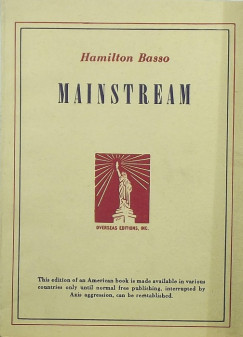 Hamilton Basso
MAINSTREAM
OVERSEAS EDITIONS, INC.
This edition of an American book is made available in various
countries only until normal free publishing, interrupted by
Axis aggression, can be reestablished.